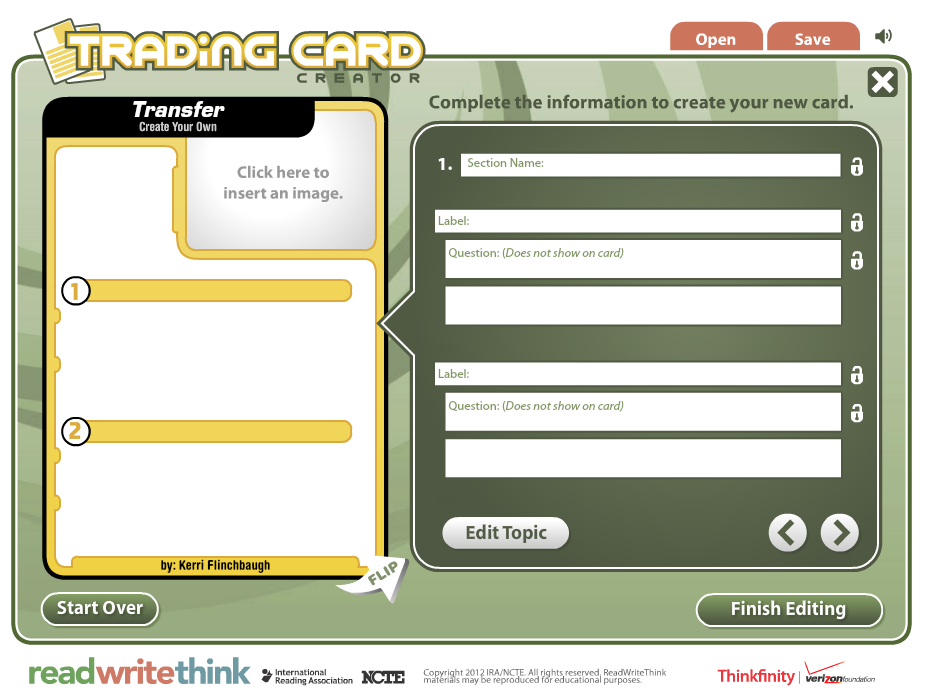 TRADING CARD
CREATOR
Open
Save
Transfer
Create Your Own
Click here to
insert an image.
1
2
by: Kerri Flinchbaugh
FLIP
Complete the information to create your new card.
1. Section Name:
Label:
Question: (Does not show on card)
Label:
Question: (Does not show on card)
Edit Topic
Start Over
Finish Editing
readwritethink
International
Reading Association
NCTE
Copyright 2012 IRA/NCTE. All rights reserved. ReadWriteThink
materials may be reproduced for educational purposes.
Thinkfinity
verizonfoundation